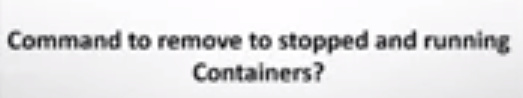 Command to remove to stopped and running
Containers?